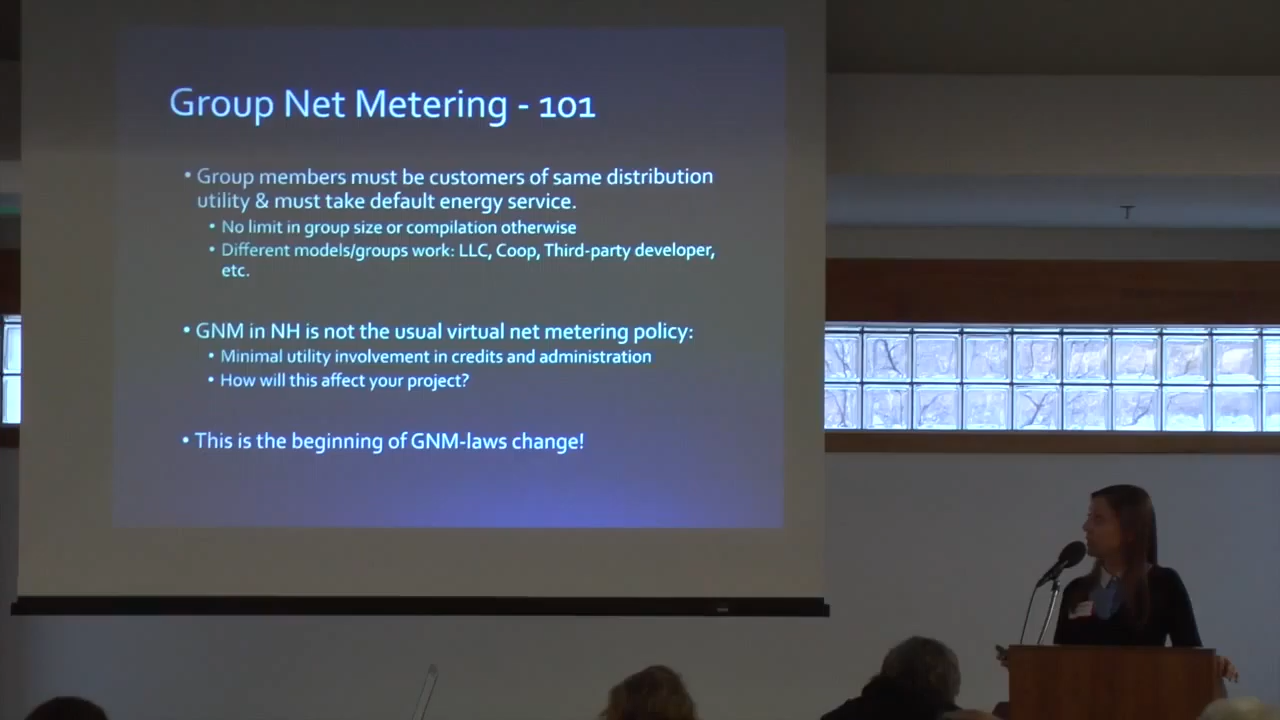 Group Net Metering - 101
• Group members must be customers of same distribution
utility & must take default energy service.
• No limit in group size or compilation otherwise
• Different models/groups work: LLC, Coop, Third-party developer,
etc.
• GNM in NH is not the usual virtual net metering policy:
• Minimal utility involvement in credits and administration
• How will this affect your project?
• This is the beginning of GNM-laws change!